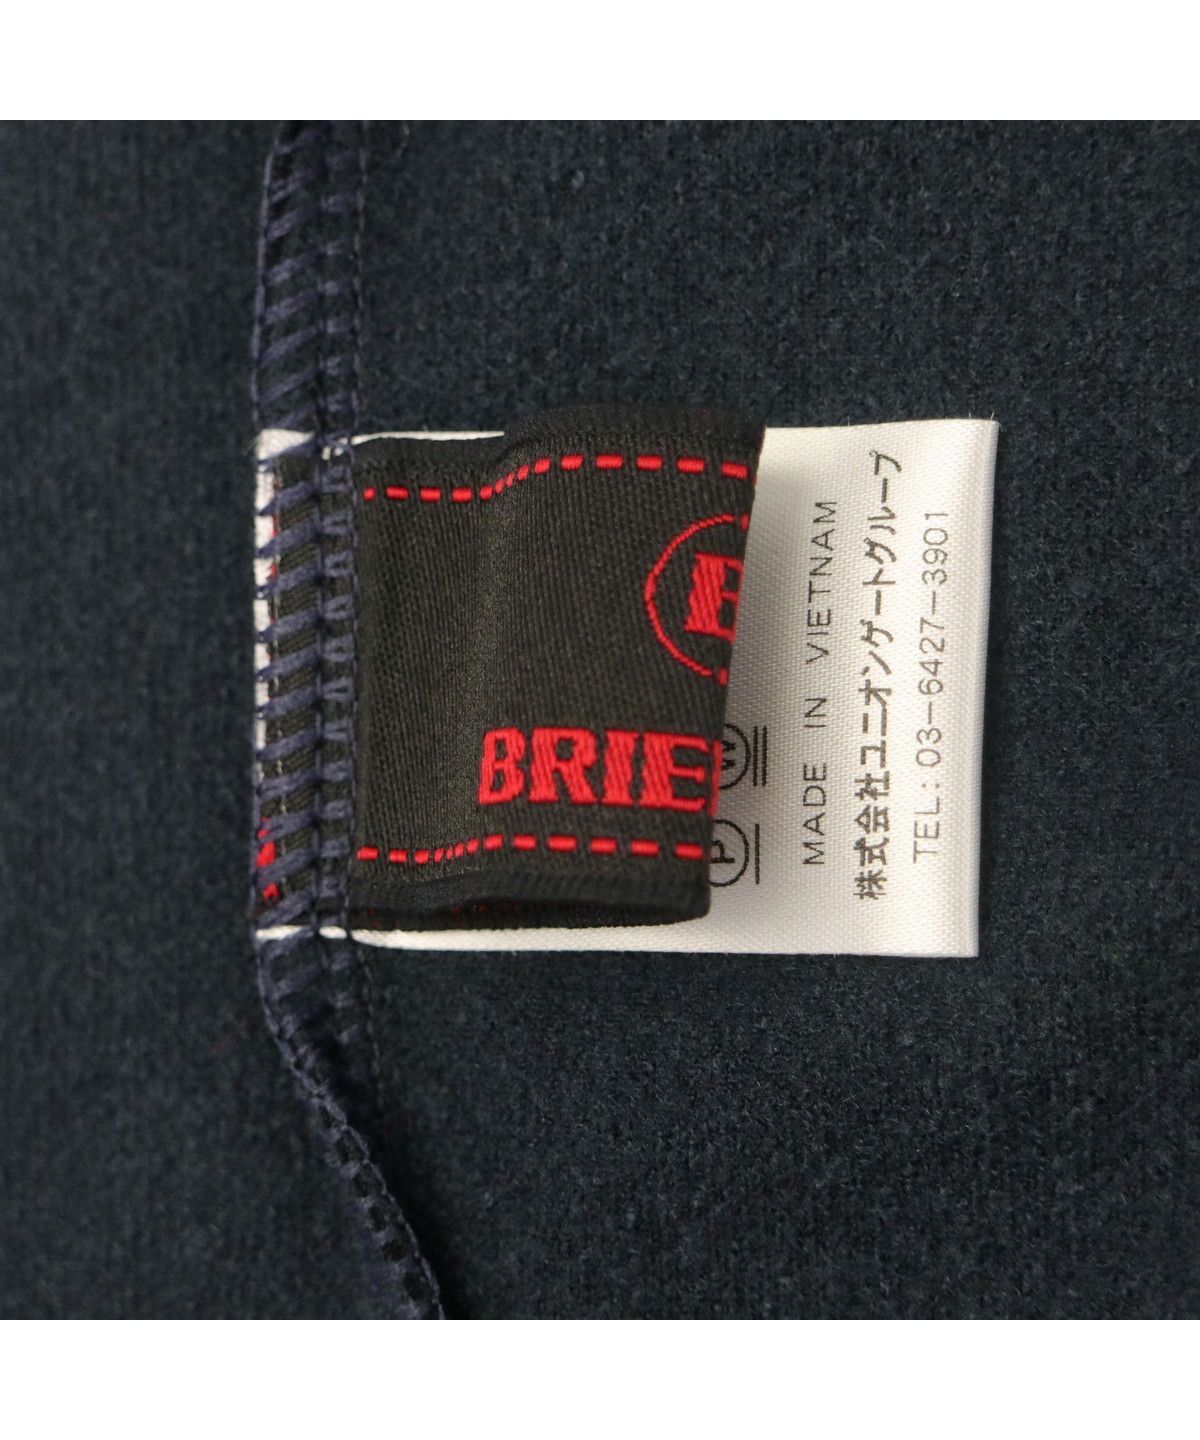 B
BRIE
W
P
MADE IN VIETNAM
株式会社ユニオンゲートグループ
TEL:03-6427-3901